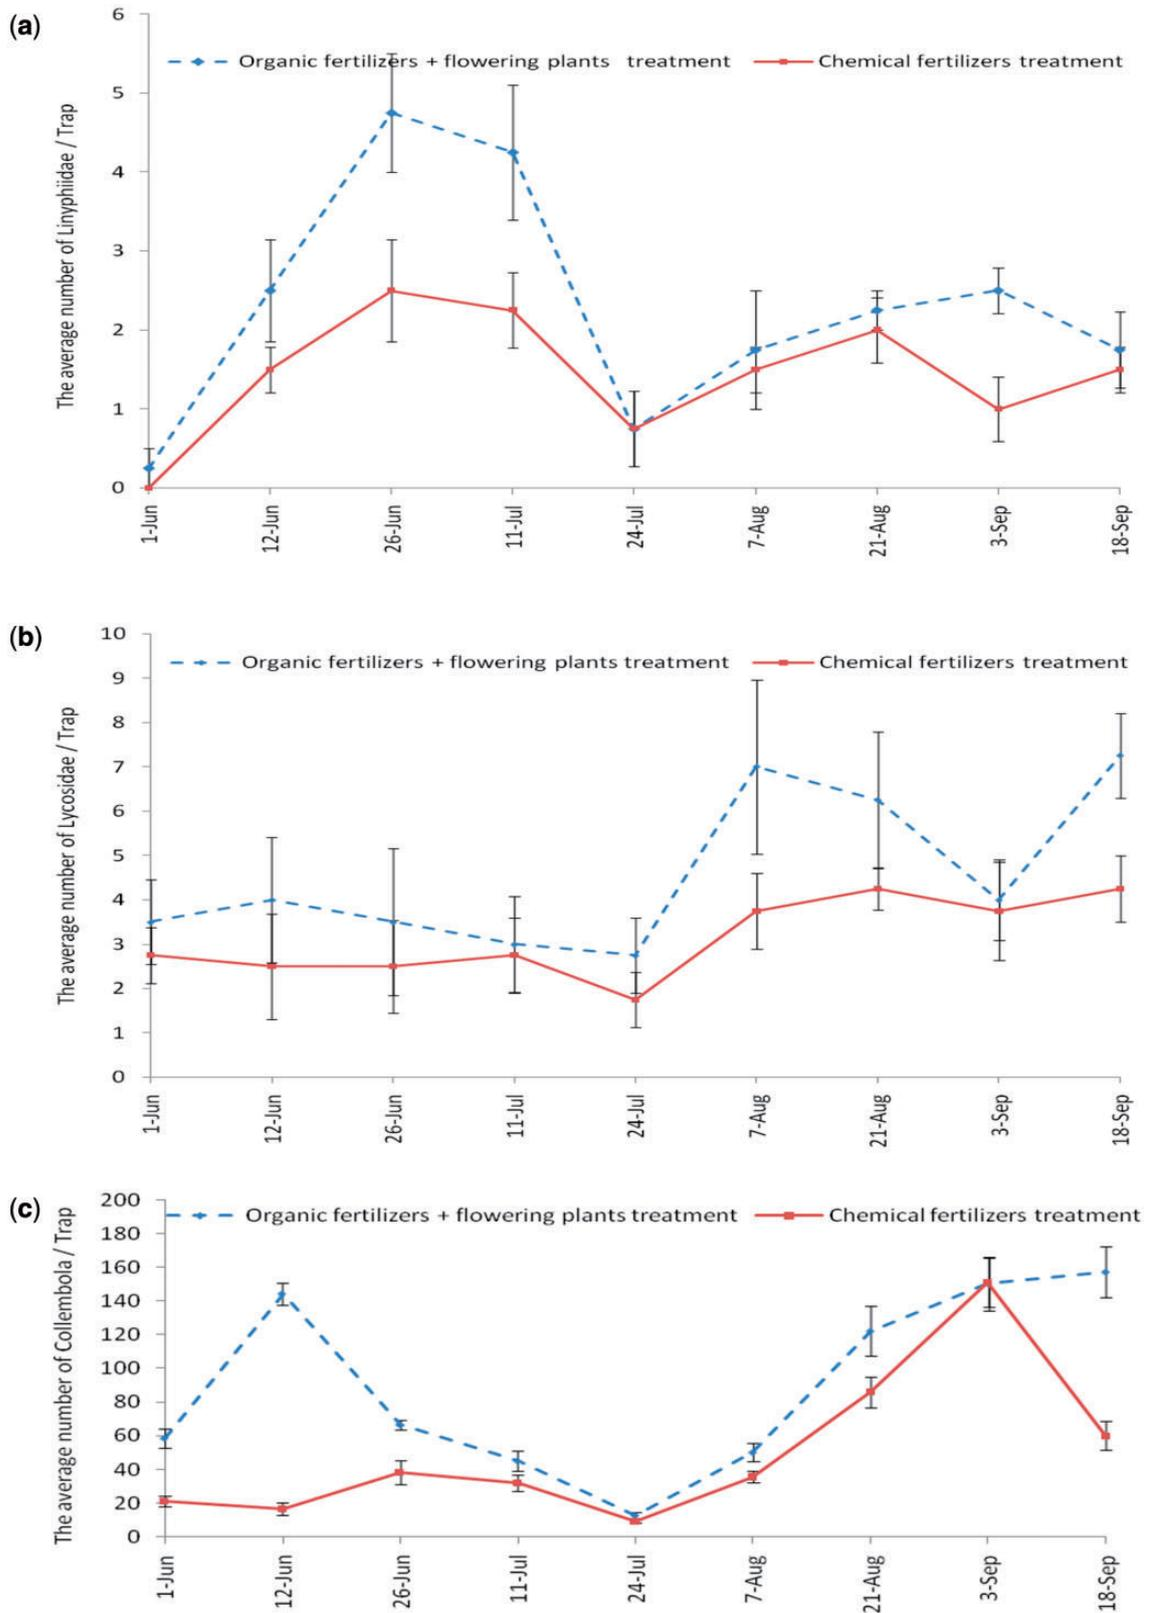 (a)
6
5
4
3
2
1
0
The average number of Linyphiidae / Trap
Organic fertilizers + flowering plants treatment
Chemical fertilizers treatment
1-Jun
12-Jun
26-Jun
11-Jul
24-Jul
7-Aug
21-Aug
3-Sep
18-Sep
(b)
10
9
8
7
6
5
4
3
2
1
0
The average number of Lycosidae / Trap
Organic fertilizers + flowering plants treatment
Chemical fertilizers treatment
1-Jun
12-Jun
26-Jun
11-Jul
24-Jul
7-Aug
21-Aug
3-Sep
18-Sep
(c)
200
180
160
140
120
100
80
60
40
20
0
The average number of Collembola / Trap
Organic fertilizers + flowering plants treatment
Chemical fertilizers treatment
1-Jun
12-Jun
26-Jun
11-Jul
24-Jul
7-Aug
21-Aug
3-Sep
18-Sep